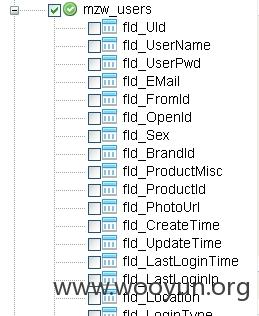 mzw_users
fld_UId
fld_UserName
fld_UserPwd
fld_EMail
fld_FromId
fld_OpenId
fld_Sex
fld_BrandId
fld_ProductMisc
fld_ProductId
fld_PhotoUrl
fld_CreateTime
fld_UpdateTime
fld_LastLoginTime
fld_LastLoginIp
www.wooyun.org
fld_Location
fld_LoginType